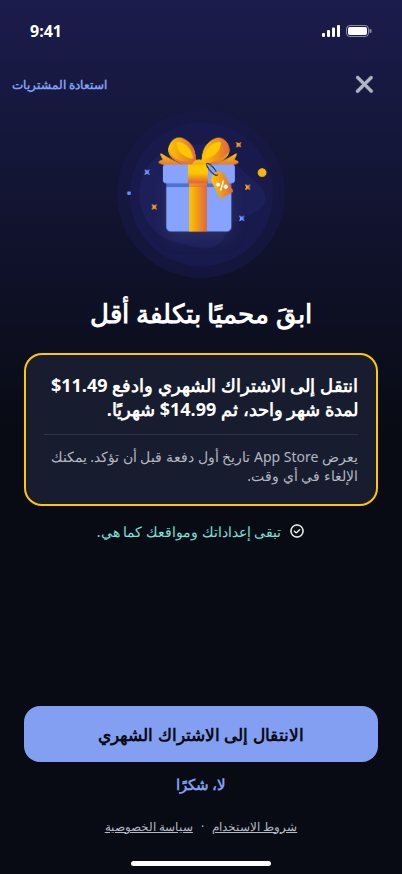 9:41
استعادة المشتريات
%
ابقَ محميًا بتكلفة أقل
انتقل إلى الاشتراك الشهري وادفع 11.49$
لمدة شهر واحد، ثم 14.99$ شهريًا.
يعرض App Store تاريخ أول دفعة قبل أن تؤكد. يمكنك
الإلغاء في أي وقت.
تبقى إعداداتك ومواقعك كما هي.
الانتقال إلى الاشتراك الشهري
لا، شكرًا
شروط الاستخدام · سياسة الخصوصية